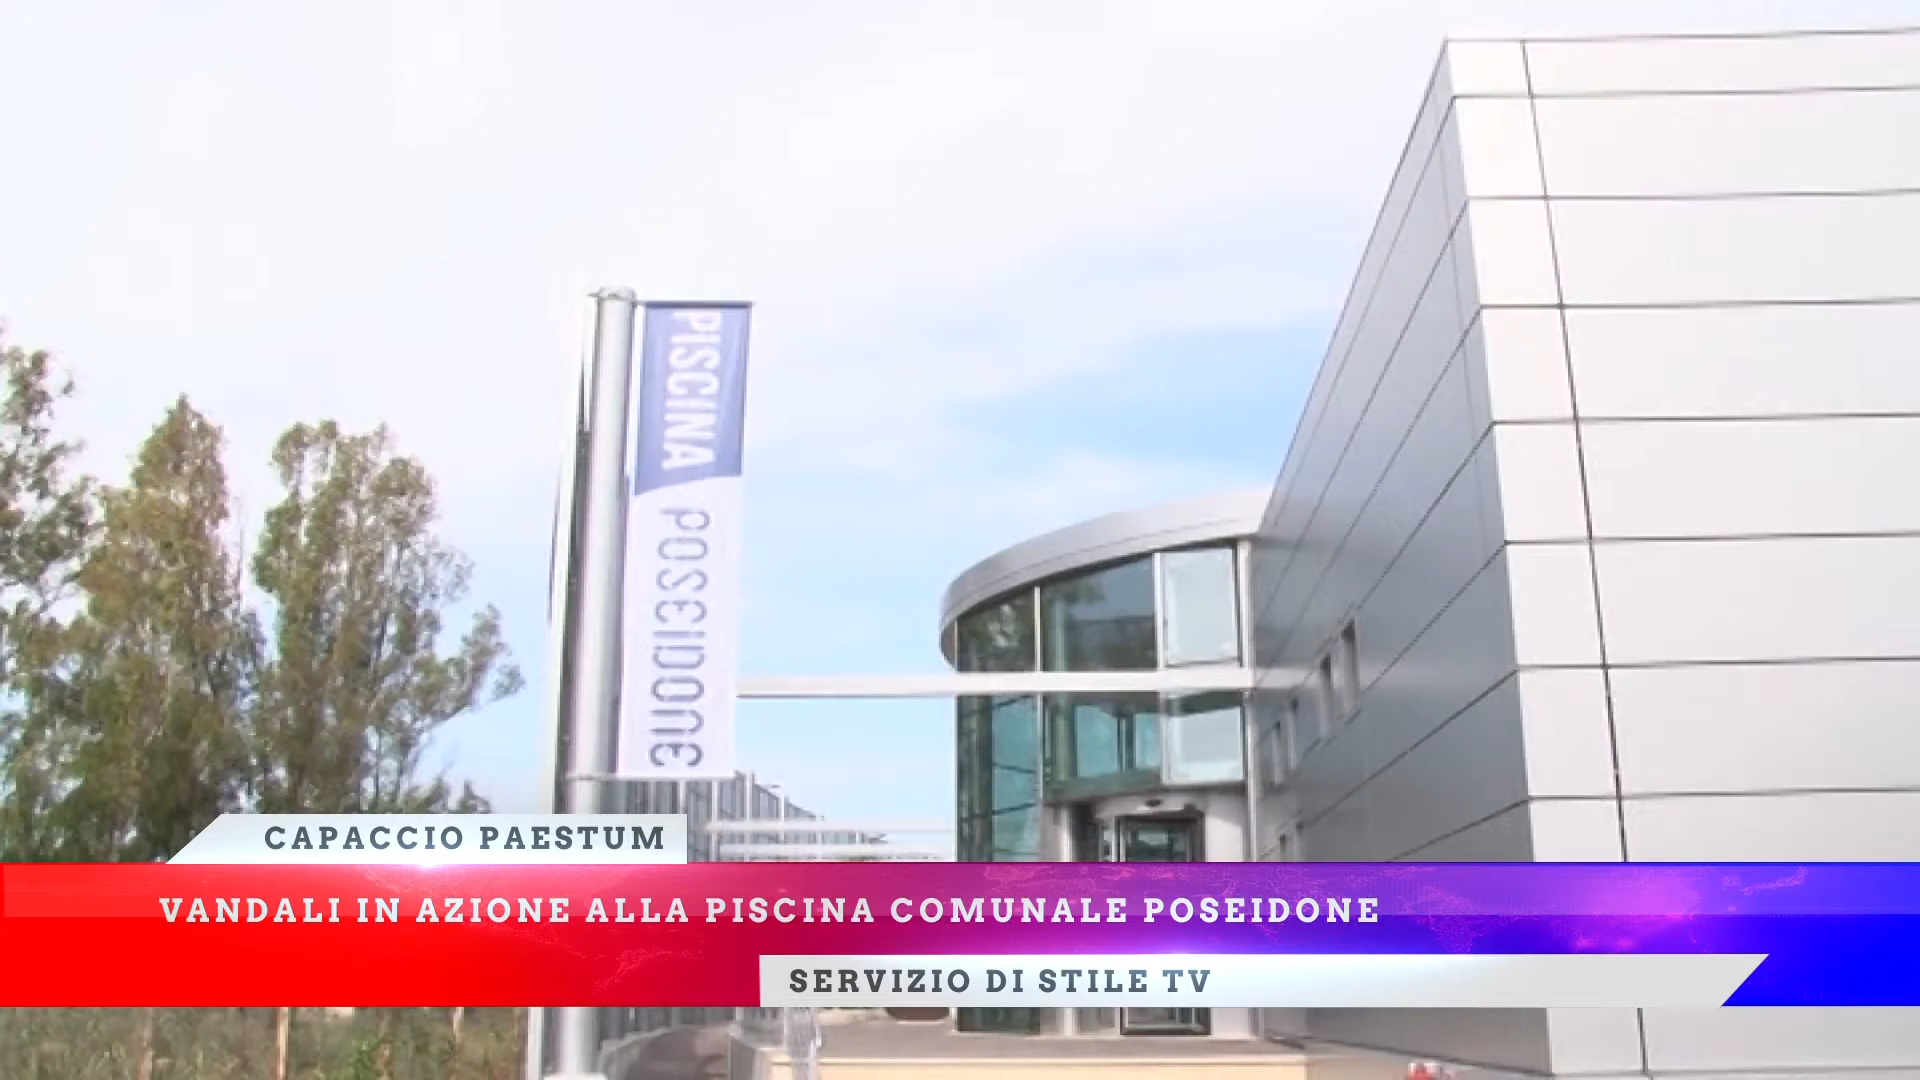 PISCINA POSEIDONE
CAPACCIO PAESTUM
VANDALI IN AZIONE ALLA PISCINA COMUNALE POSEIDONE
SERVIZIO DI STILE TV